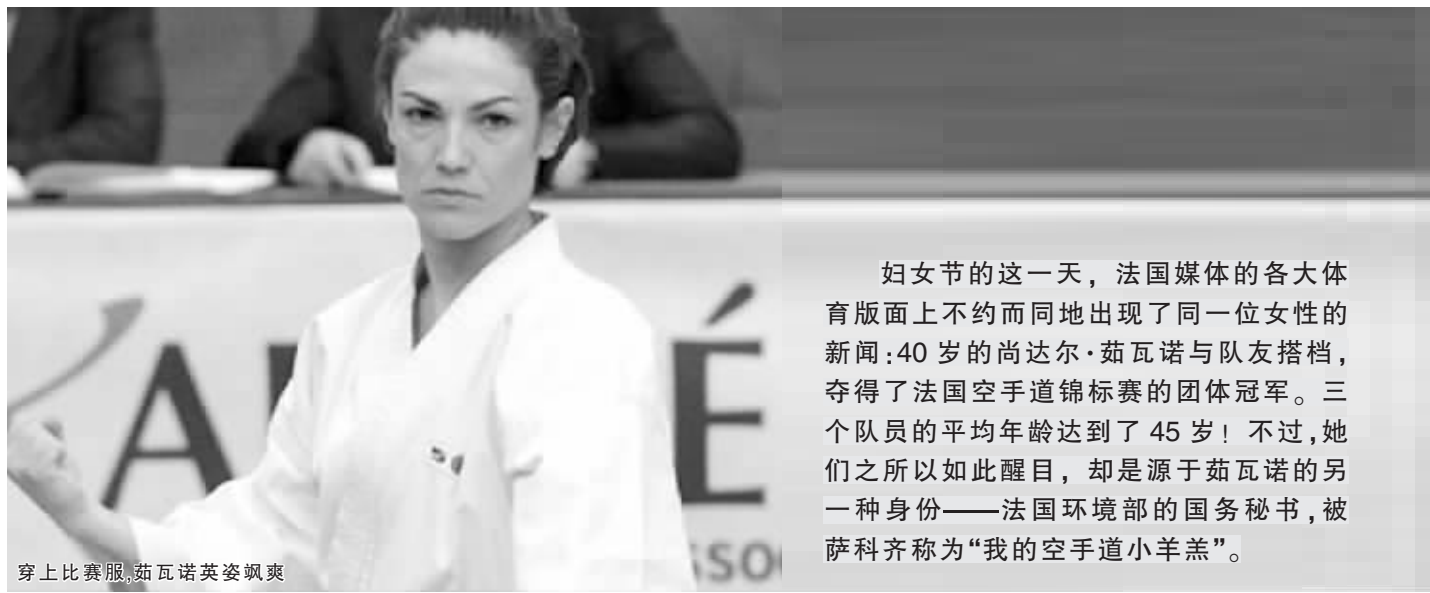 穿上比赛服,茹瓦诺英姿飒爽
妇女节的这一天，法国媒体的各大体
育版面上不约而同地出现了同一位女性的
新闻:40 岁的尚达尔·茹瓦诺与队友搭档，
夺得了法国空手道锦标赛的团体冠军。三
个队员的平均年龄达到了 45 岁！不过,她
们之所以如此醒目，却是源于茹瓦诺的另
一种身份——法国环境部的国务秘书,被
萨科齐称为“我的空手道小羊羔”。